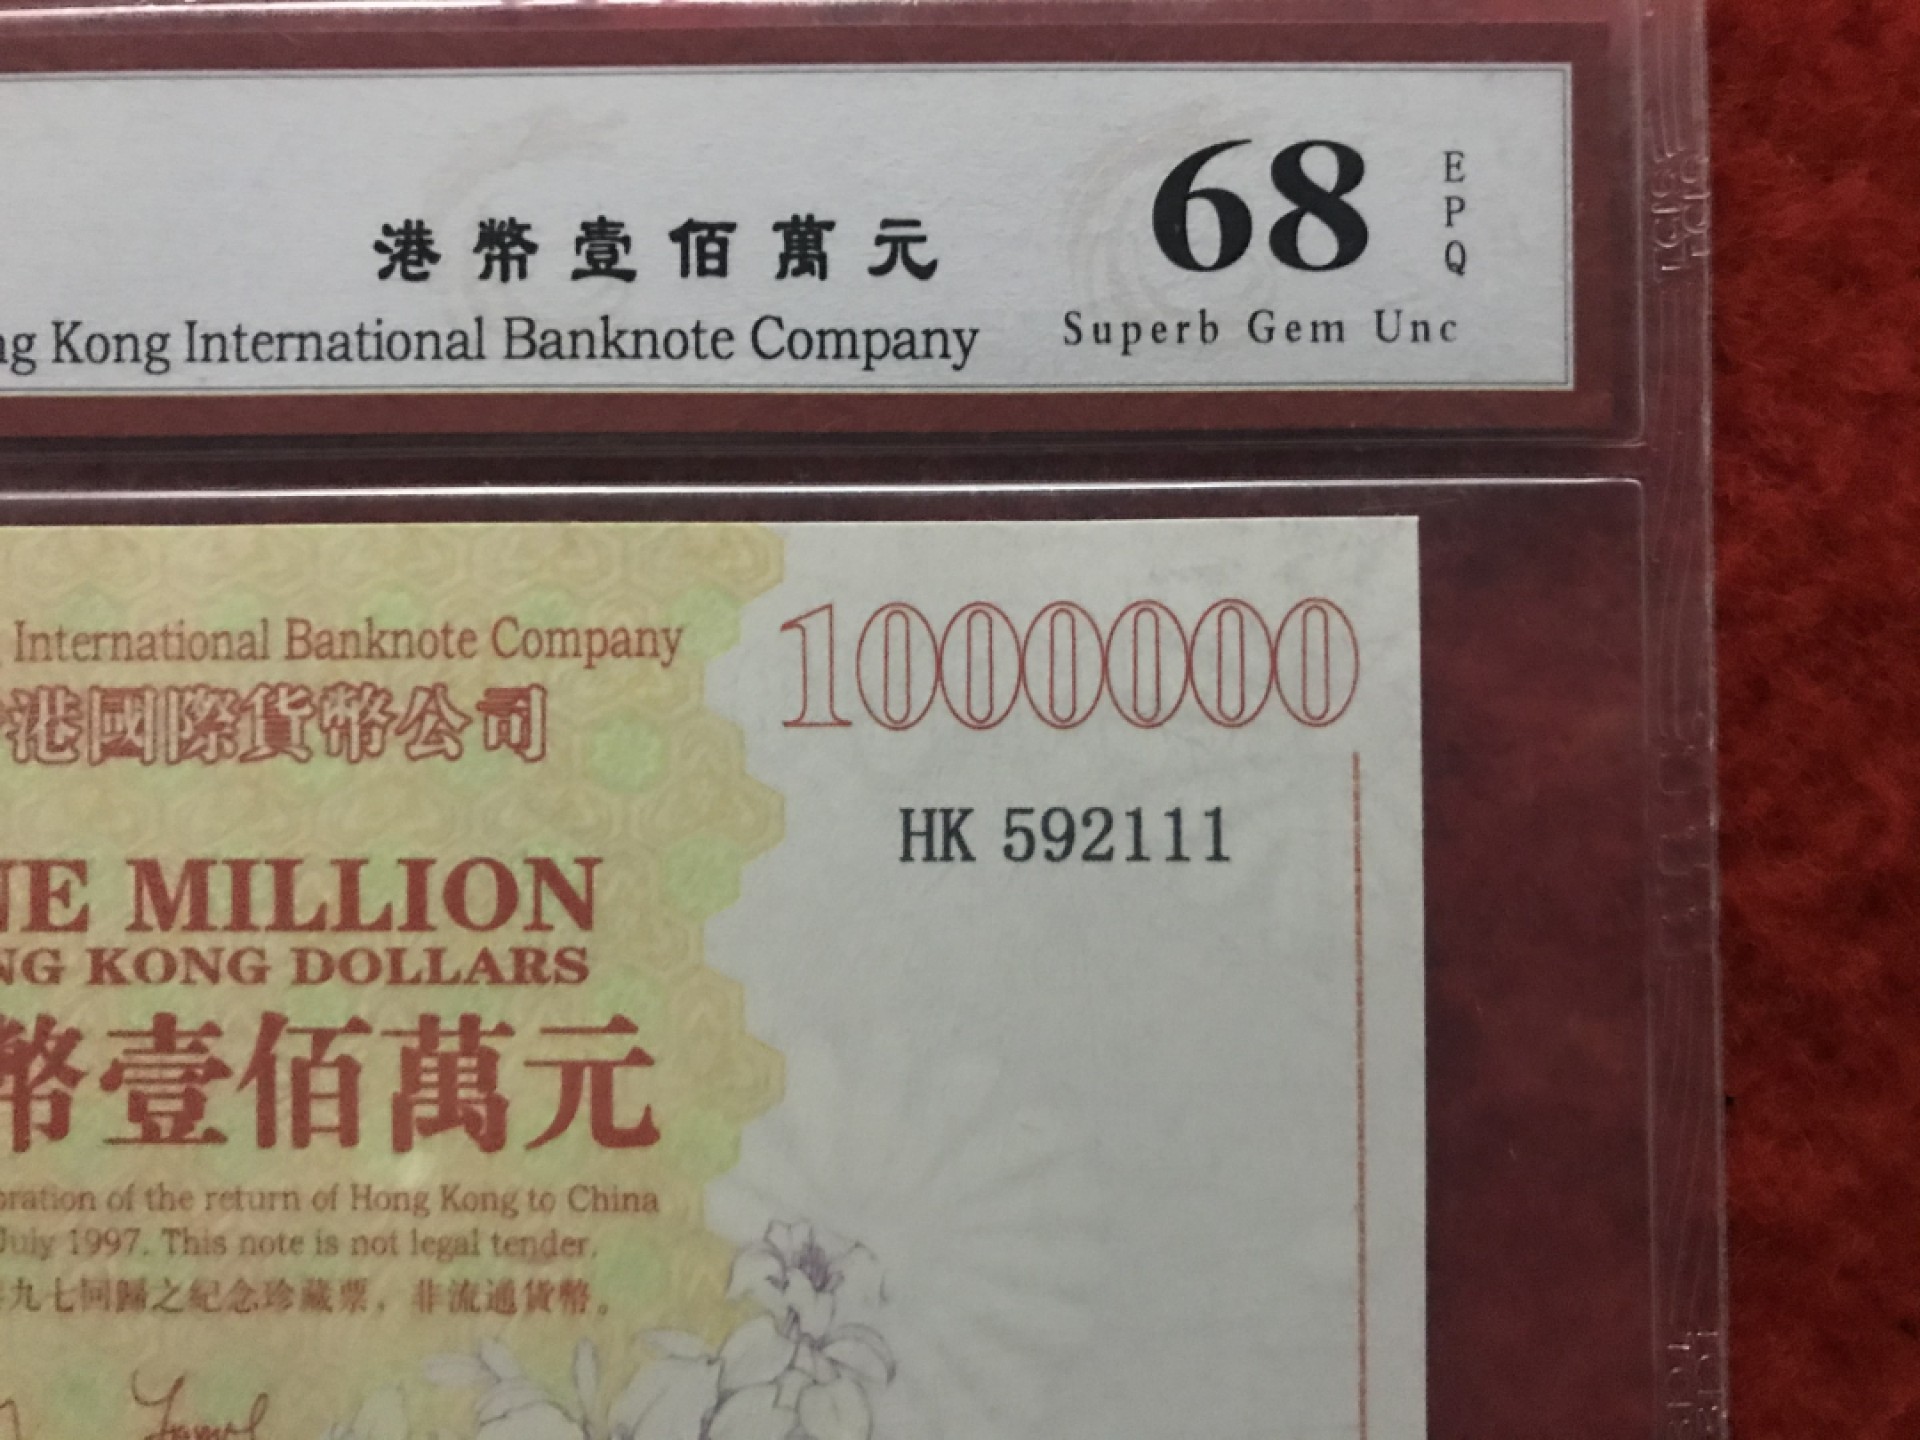 港幣壹佰萬元
Kong International Banknote Company
68
EPQ
Superb Gem Unc
International Banknote Company
港國際貨幣公司
1000000
HK 592111
MILLION
KONG DOLLARS
幣壹佰萬元
of the return of Hong Kong to China
July 1997. This note is not legal tender.
九七回歸之紀念珍藏票，非流通貨幣。